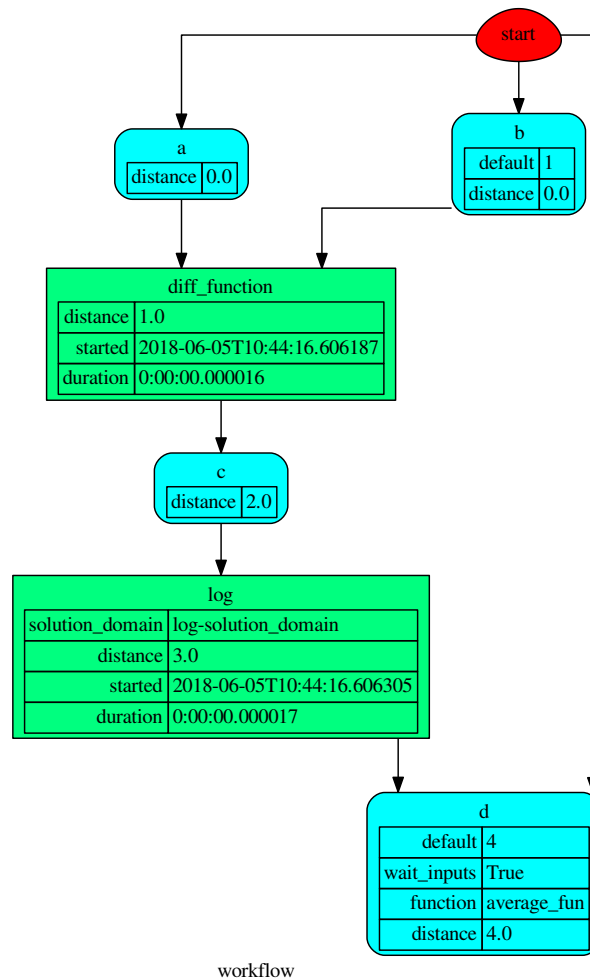 start
a
distance 0.0
b
default 1
distance 0.0
diff_function
distance 1.0
started 2018-06-05T10:44:16.606187
duration 0:00:00.000016
c
distance 2.0
log
solution_domain log-solution_domain
distance 3.0
started 2018-06-05T10:44:16.606305
duration 0:00:00.000017
d
default 4
wait_inputs True
function average_fun
distance 4.0
workflow